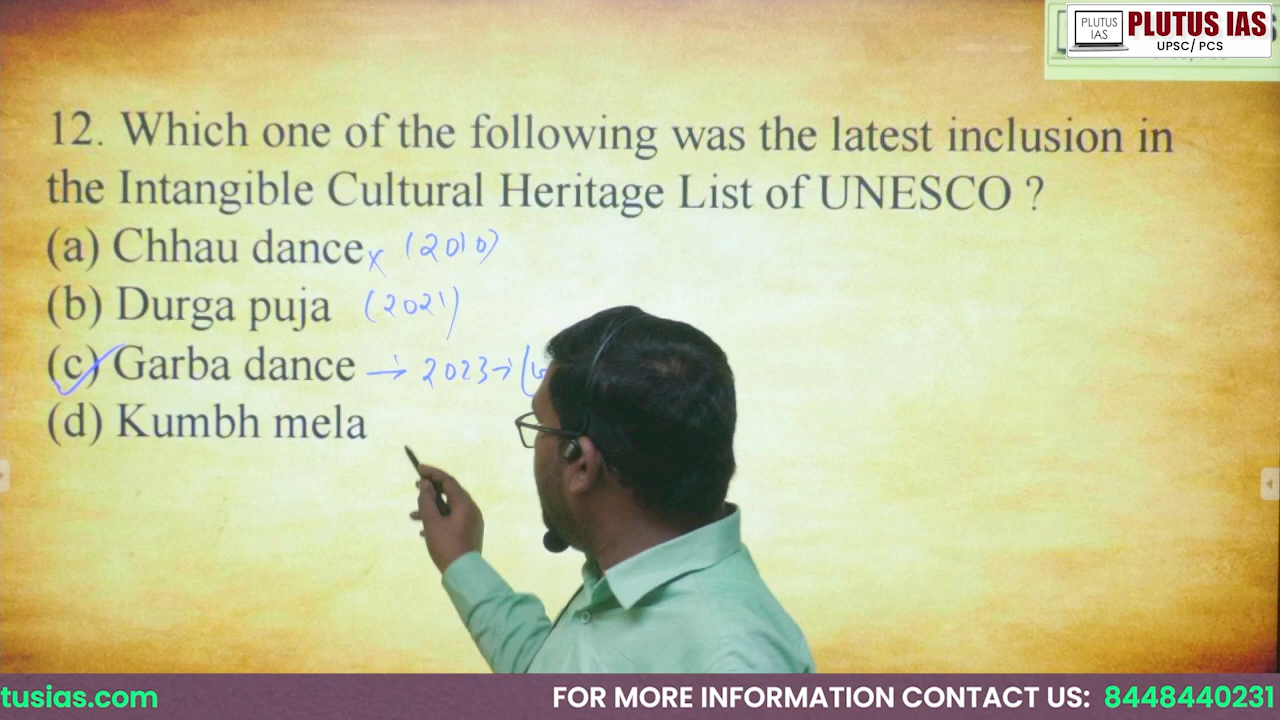 PLUTUS IAS
PLUTUS IAS
UPSC/ PCS
12. Which one of the following was the latest inclusion in
the Intangible Cultural Heritage List of UNESCO ?
(a) Chhau dance x (2010)
(b) Durga puja (2021)
(c) Garba dance → 2023 →
(d) Kumbh mela
tusias.com
FOR MORE INFORMATION CONTACT US: 8448440231